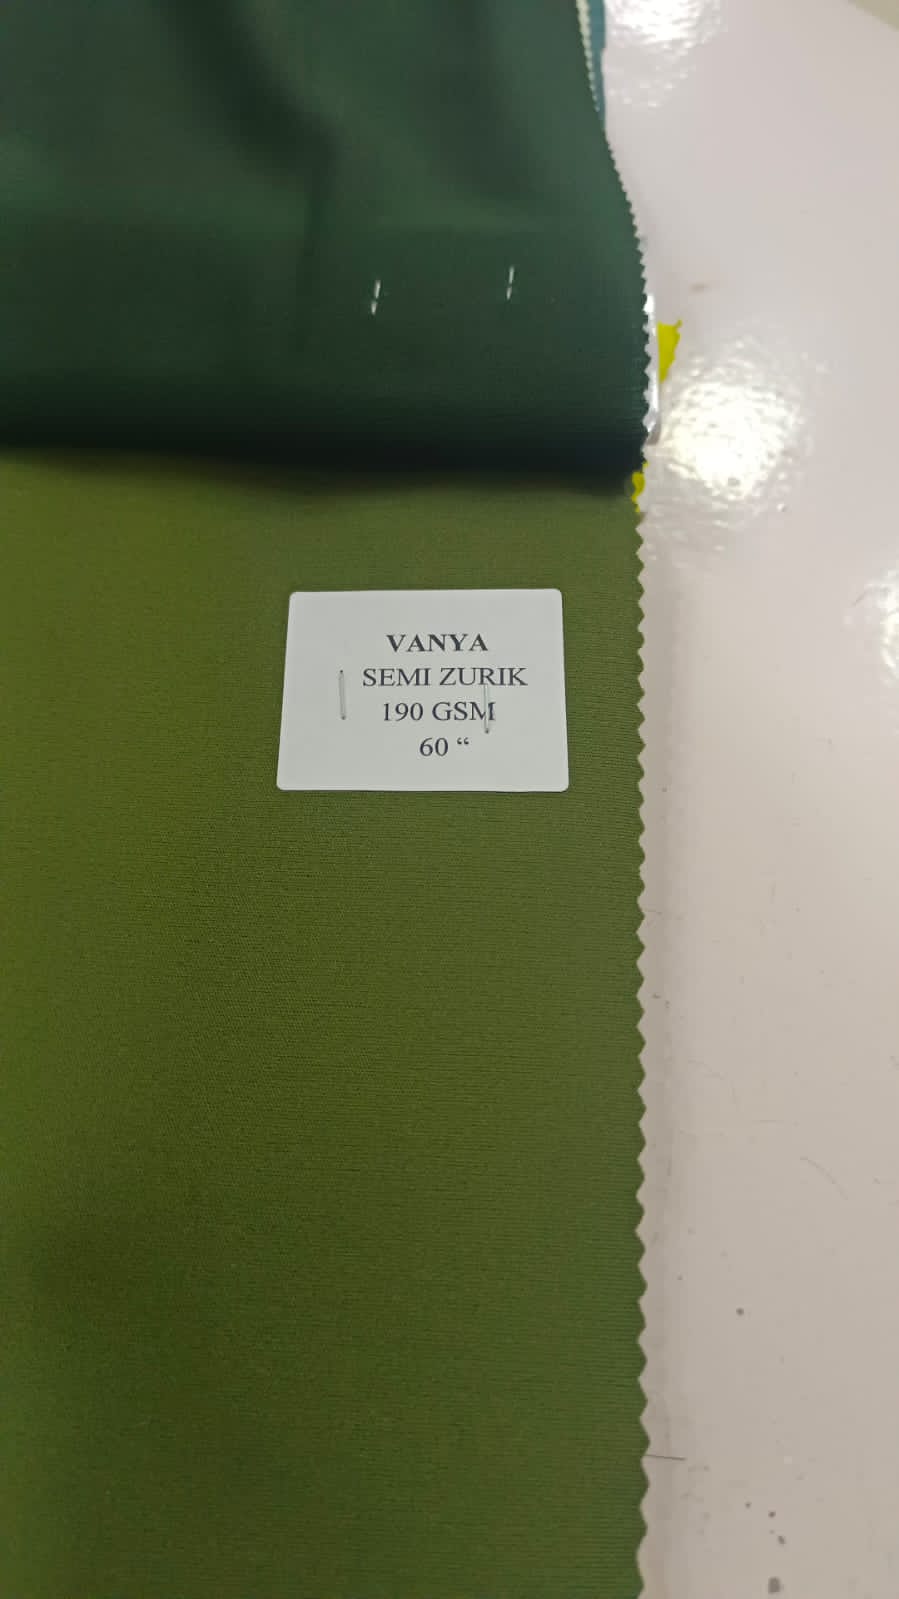 VANYA
SEMI ZURIK
190 GSM
60 “